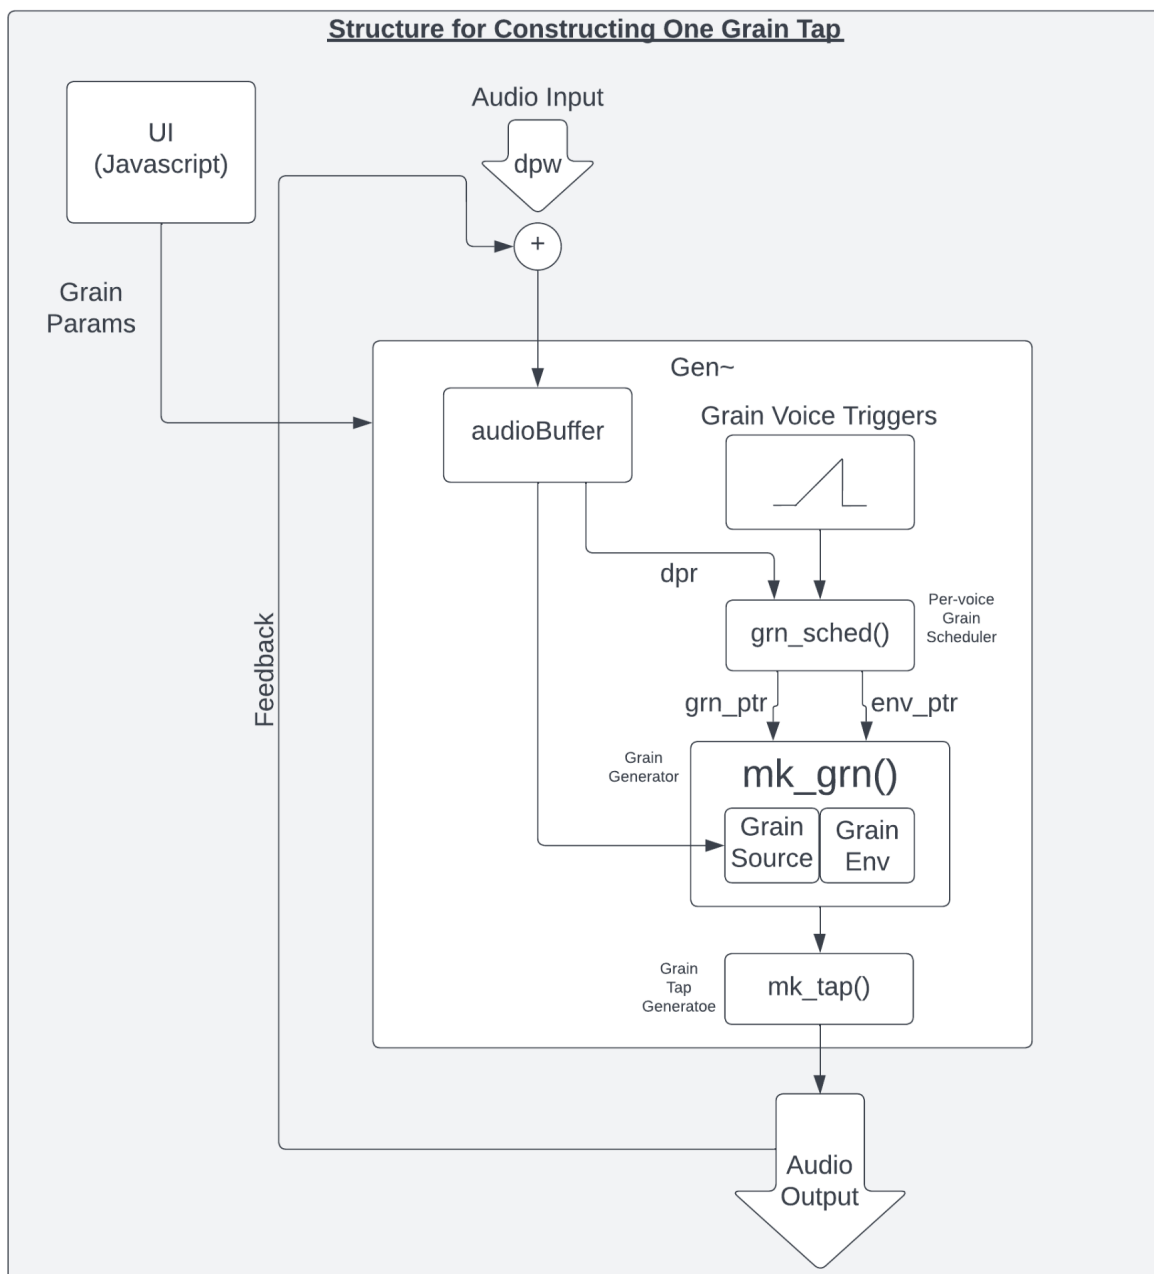 Structure for Constructing One Grain Tap
Audio Input
dpw
UI
(Javascript)
+
Grain
Params
Gen~
audioBuffer
Grain Voice Triggers
dpr
grn_sched()
Per-voice
Grain
Scheduler
grn_ptr
env_ptr
Feedback
Grain
Generator
mk_grn()
Grain
Source
Grain
Env
Grain
Tap
Generatoe
mk_tap()
Audio
Output